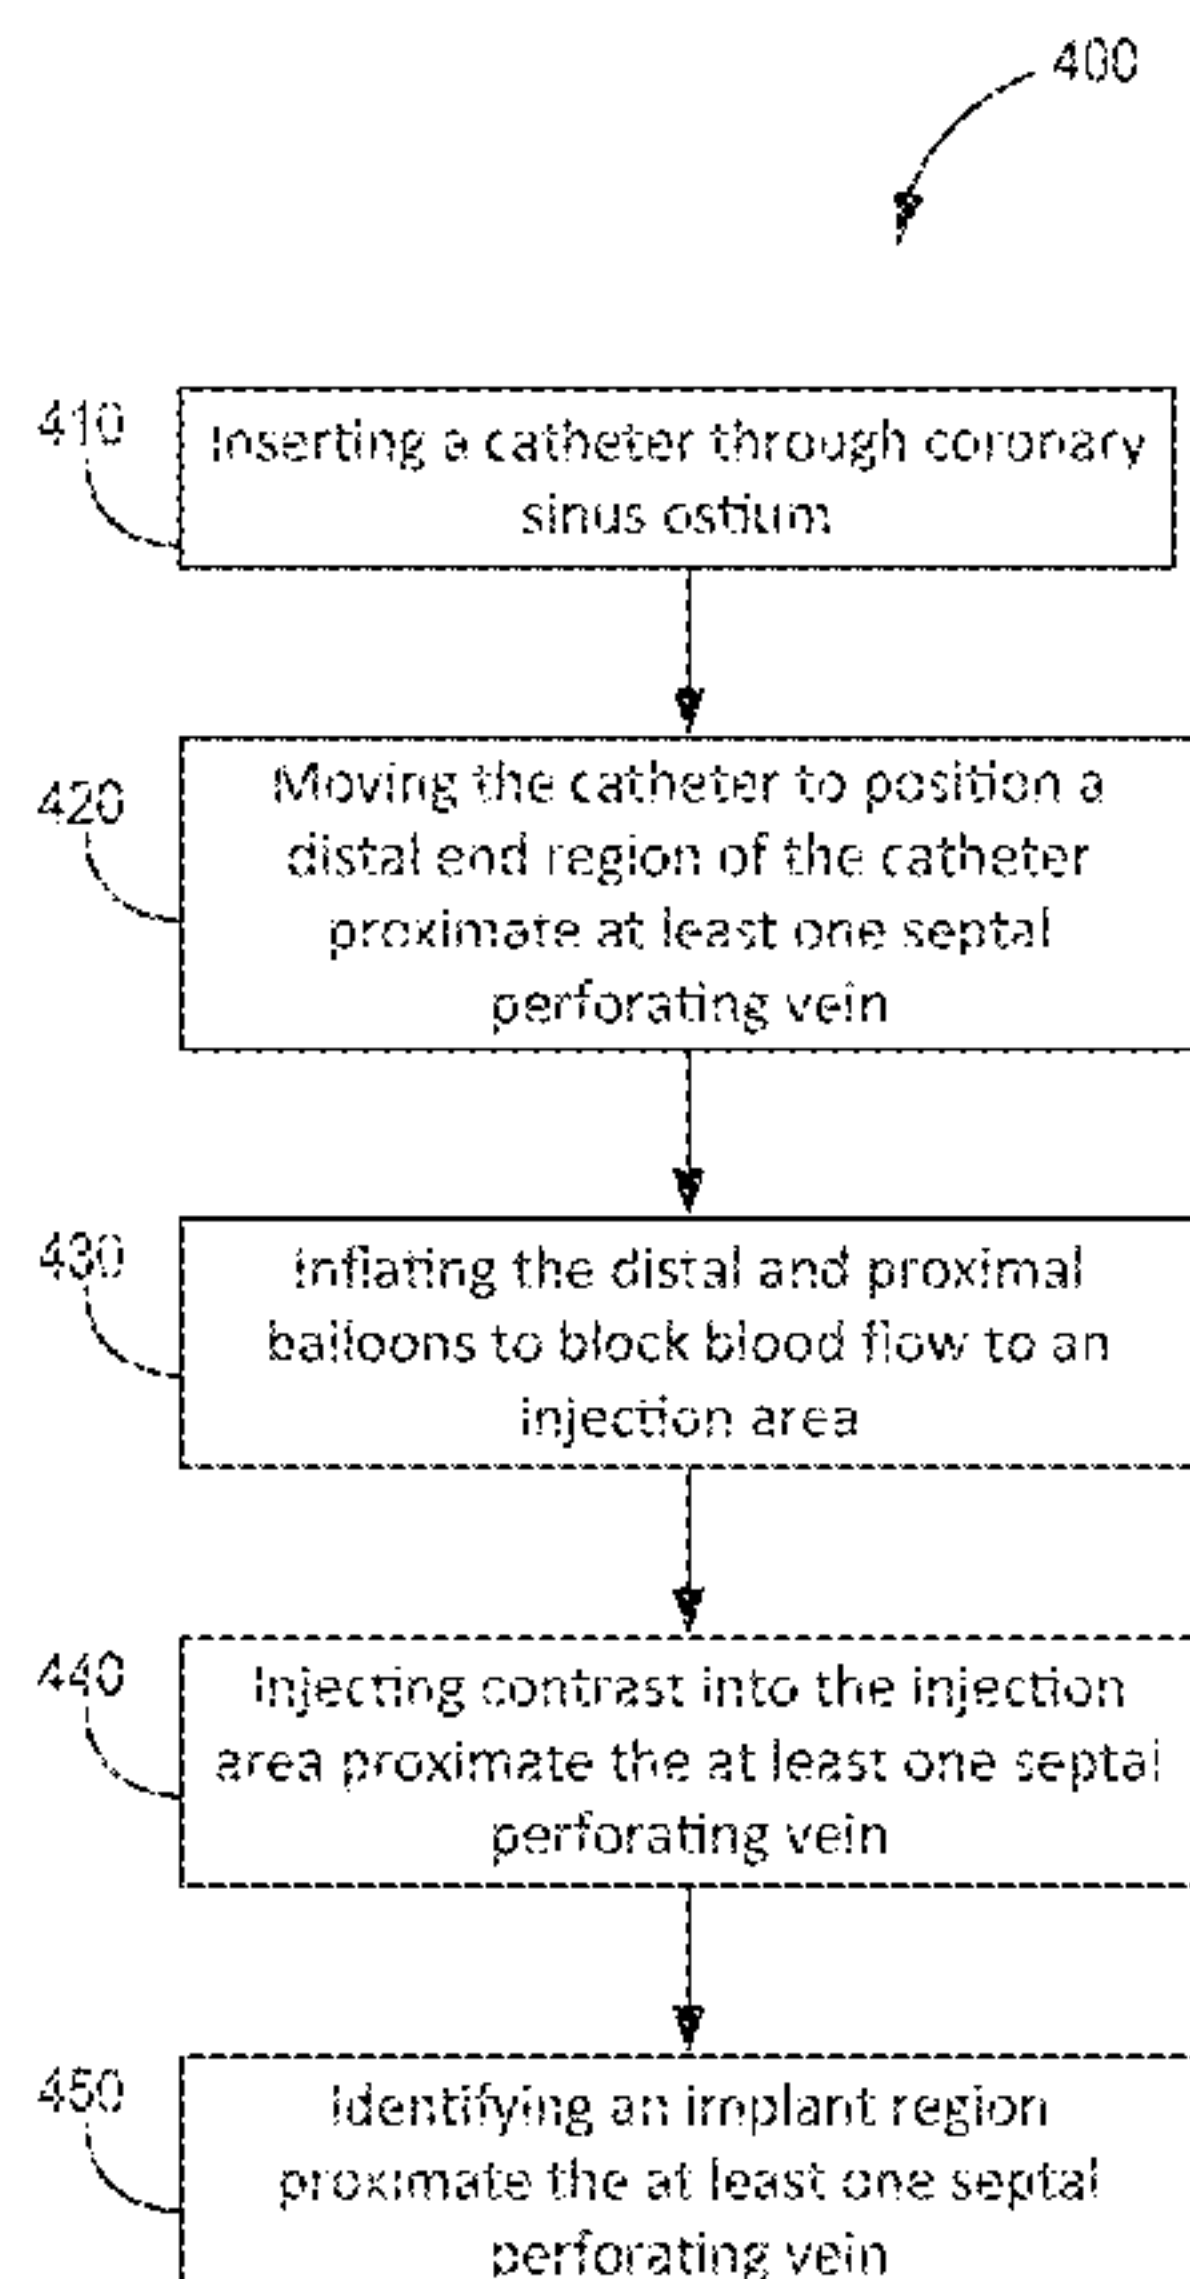 400
410
Inserting a catheter through coronary
sinus ostium
420
Moving the catheter to position a
distal end region of the catheter
proximate at least one septal
perforating vein
430
Inflating the distal and proximal
balloons to block blood flow to an
injection area
440
Injecting contrast into the injection
area proximate the at least one septal
perforating vein
450
Identifying an implant region
proximate the at least one septal
perforating vein